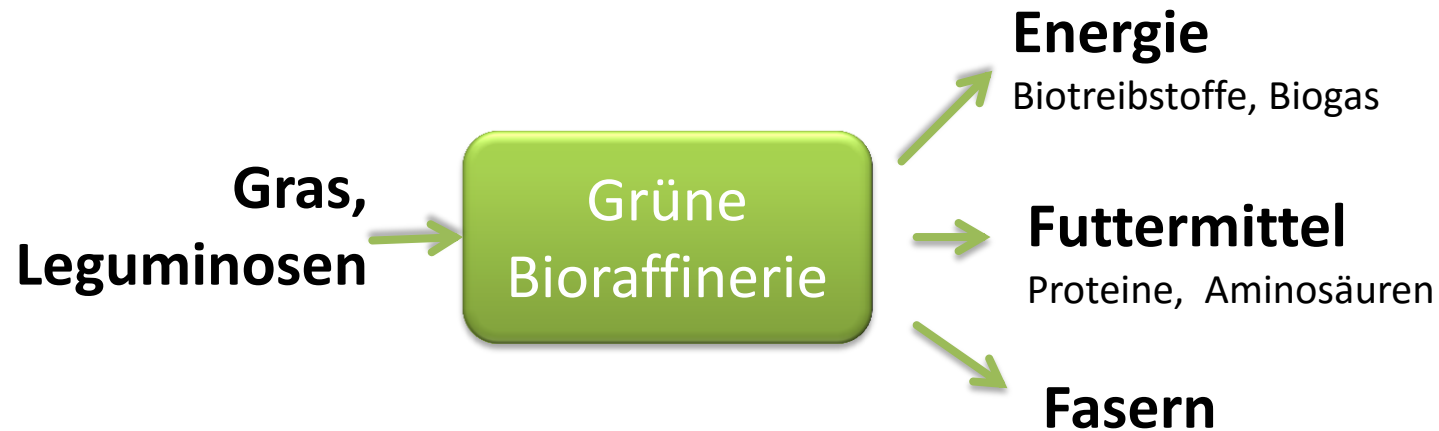 Gras,
Leguminosen
Grüne
Bioraffinerie
Energie
Biotreibstoffe, Biogas
Futtermittel
Proteine, Aminosäuren
Fasern